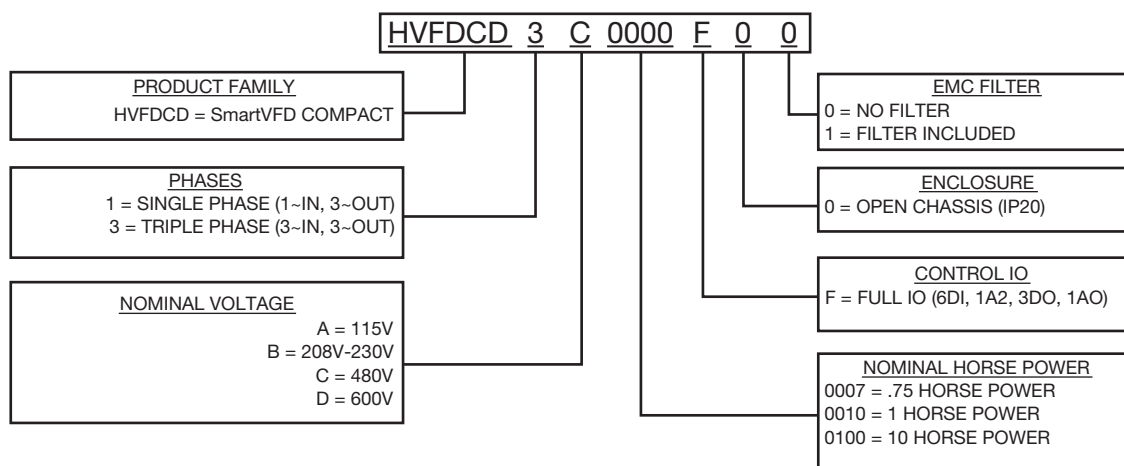 HVFDCD 3 C 0000 F 0 0
PRODUCT FAMILY
HVFDCD = SmartVFD COMPACT
PHASES
1 = SINGLE PHASE (1~IN, 3~OUT)
3 = TRIPLE PHASE (3~IN, 3~OUT)
NOMINAL VOLTAGE
A = 115V
B = 208V-230V
C = 480V
D = 600V
EMC FILTER
0 = NO FILTER
1 = FILTER INCLUDED
ENCLOSURE
0 = OPEN CHASSIS (IP20)
CONTROL IO
F = FULL IO (6DI, 1A2, 3DO, 1AO)
NOMINAL HORSE POWER
0007 = .75 HORSE POWER
0010 = 1 HORSE POWER
0100 = 10 HORSE POWER